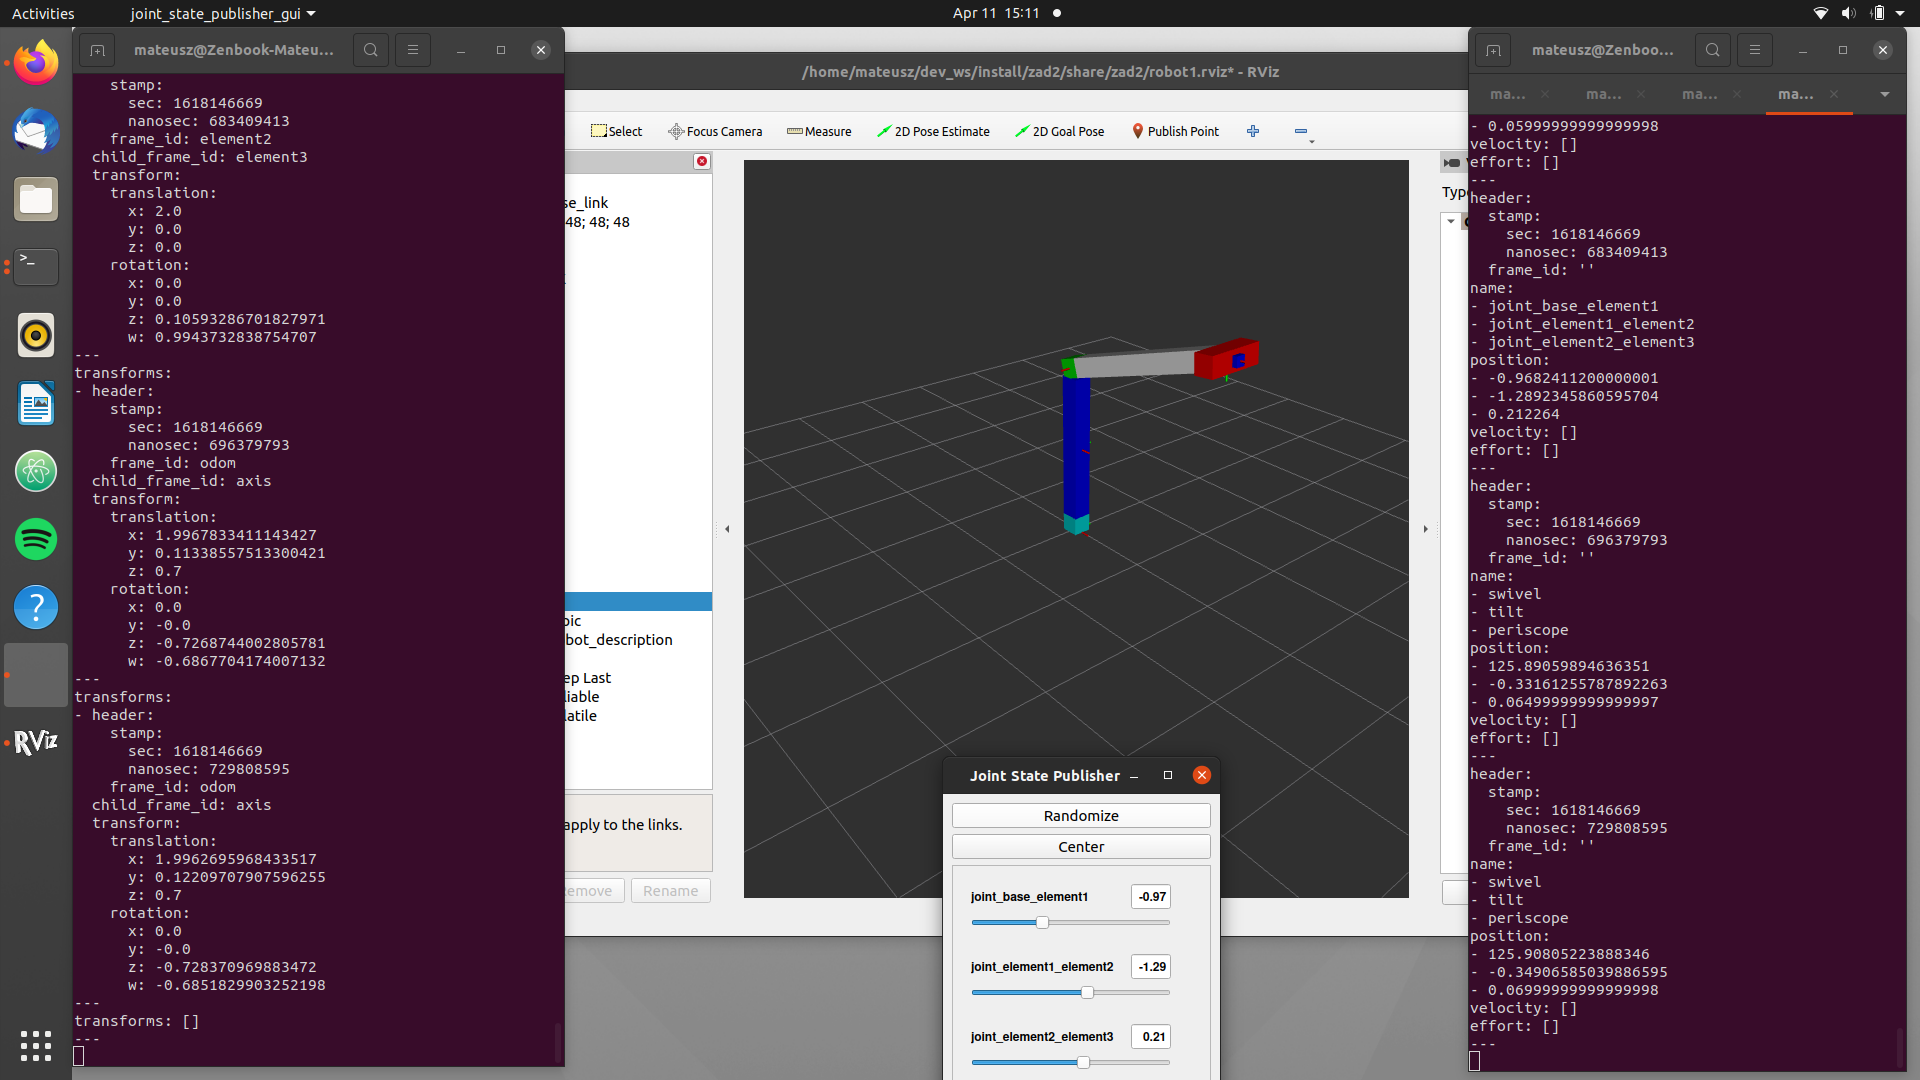 Activities
joint_state_publisher_gui
Apr 11 15:11
mateusz@Zenbook-Mateu...
stamp:
sec: 1618146669
nanosec: 683409413
frame_id: element2
child_frame_id: element3
transform:
translation:
x: 2.0
y: 0.0
z: 0.0
rotation:
x: 0.0
y: 0.0
z: 0.10593286701827971
w: 0.9943732838754707
---
transforms:
- header:
stamp:
sec: 1618146669
nanosec: 696379793
frame_id: odom
child_frame_id: axis
transform:
translation:
x: 1.9967833411143427
y: 0.11338557513300421
z: 0.7
rotation:
x: 0.0
y: -0.0
z: -0.7268744002805781
w: -0.6867704174007132
---
transforms:
- header:
stamp:
sec: 1618146669
nanosec: 729808595
frame_id: odom
child_frame_id: axis
transform:
translation:
x: 1.9962695968433517
y: 0.12209707907596255
z: 0.7
rotation:
x: 0.0
y: -0.0
z: -0.728370969883472
w: -0.6851829903252198
---
transforms: []
---
RViz
/home/mateusz/dev_ws/install/zad2/share/zad2/robot1.rviz* - RViz
Select
Focus Camera
Measure
2D Pose Estimate
2D Goal Pose
Publish Point
se_link
48; 48; 48
pic
bot_description
ep Last
liable
latile
apply to the links.
emove
Rename
Typ
Joint State Publisher
Randomize
Center
joint_base_element1
-0.97
joint_element1_element2
-1.29
joint_element2_element3
0.21
mateusz@Zenboo...
ma...
ma...
ma...
ma...
- 0.05999999999999998
velocity: []
effort: []
---
header:
stamp:
sec: 1618146669
nanosec: 683409413
frame_id: ''
name:
- joint_base_element1
- joint_element1_element2
- joint_element2_element3
position:
- -0.9682411200000001
- -1.2892345860595704
- 0.212264
velocity: []
effort: []
---
header:
stamp:
sec: 1618146669
nanosec: 696379793
frame_id: ''
name:
- swivel
- tilt
- periscope
position:
- 125.89059894636351
- -0.33161255787892263
- 0.06499999999999997
velocity: []
effort: []
---
header:
stamp:
sec: 1618146669
nanosec: 729808595
frame_id: ''
name:
- swivel
- tilt
- periscope
position:
- 125.90805223888346
- -0.34906585039886595
- 0.06999999999999998
velocity: []
effort: []
---